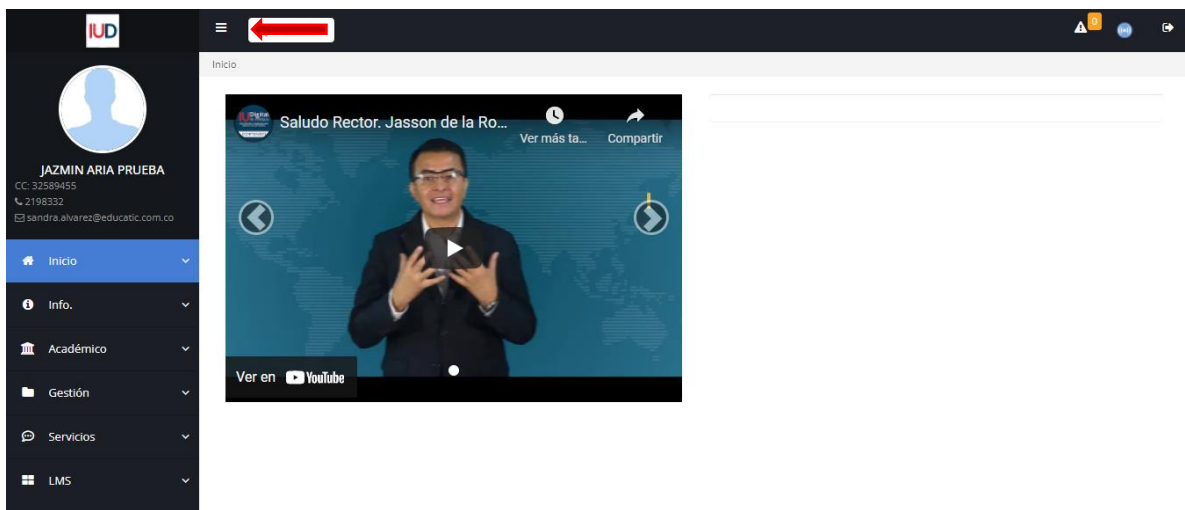 IUD
JAZMIN ARIA PRUEBA
CC: 32589455
2198332
sandra.alvarez@educatic.com.co
Inicio
Info.
Académico
Gestión
Servicios
LMS
0
Inicio
Saludo Rector. Jasson de la Ro...
Ver más ta...
Compartir
Ver en YouTube